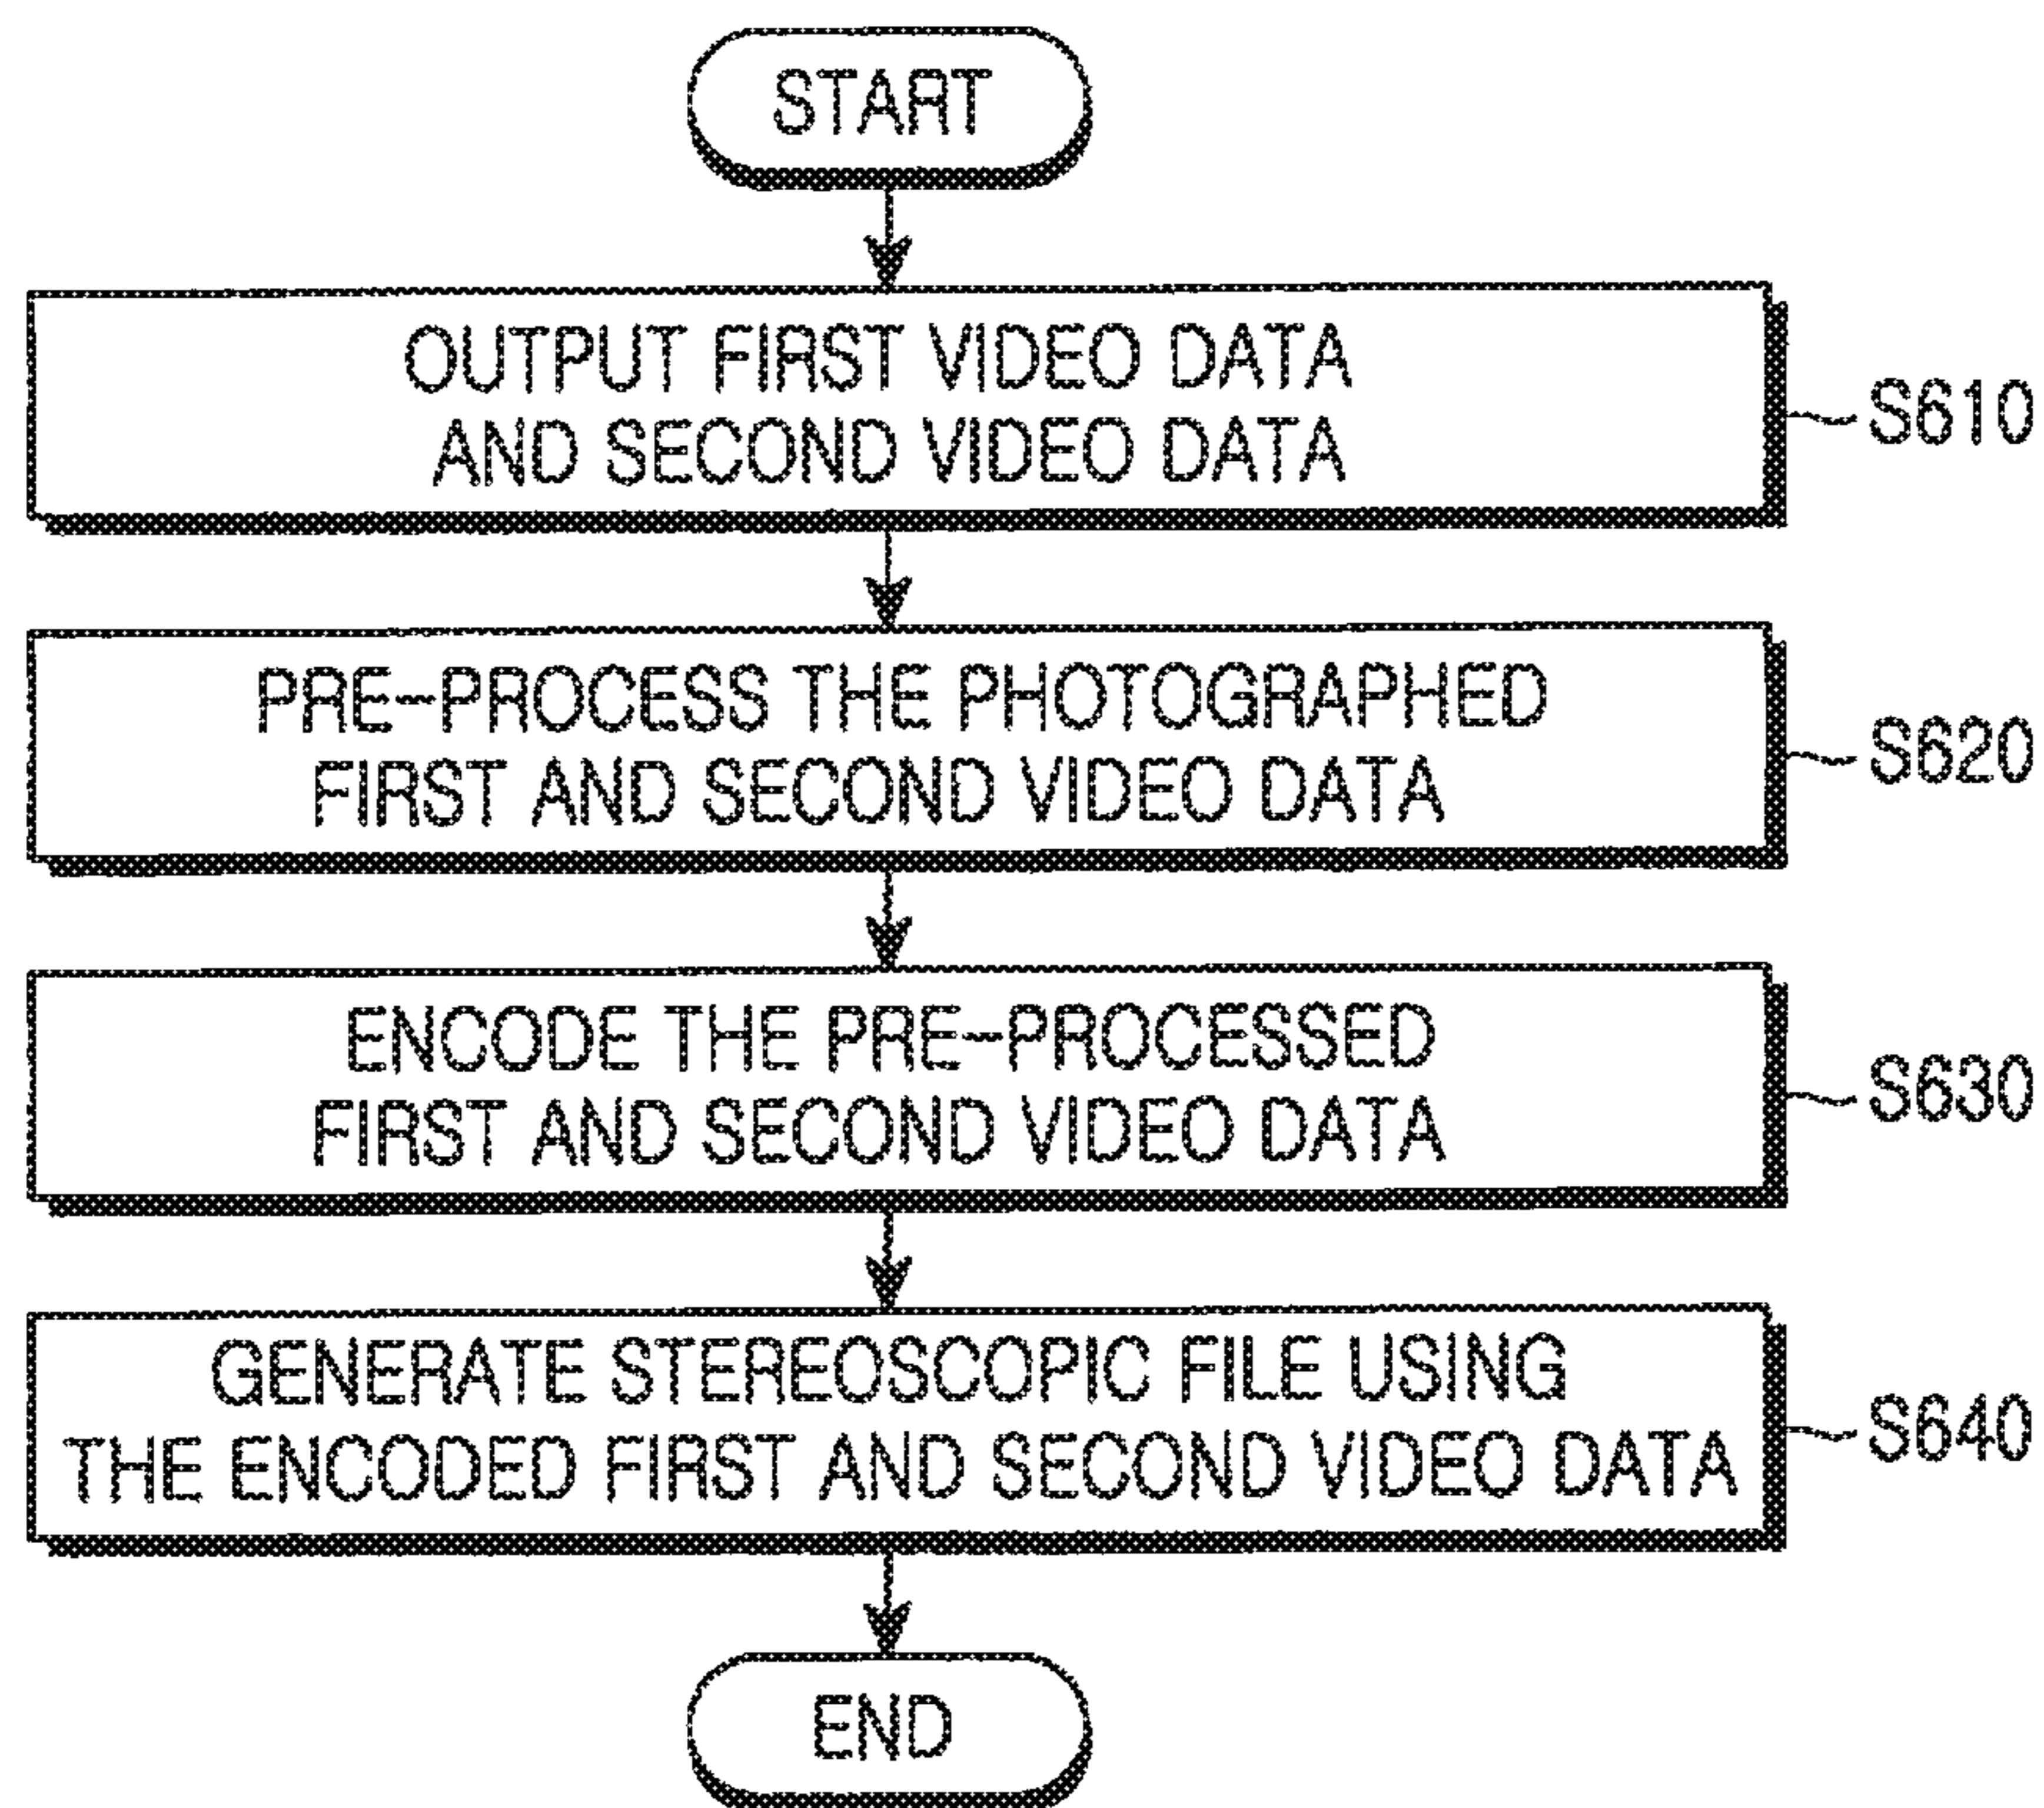 START
OUTPUT FIRST VIDEO DATA
AND SECOND VIDEO DATA
S610
PRE-PROCESS THE PHOTOGRAPHED
FIRST AND SECOND VIDEO DATA
S620
ENCODE THE PRE-PROCESSED
FIRST AND SECOND VIDEO DATA
S630
GENERATE STEREOSCOPIC FILE USING
THE ENCODED FIRST AND SECOND VIDEO DATA
S640
END